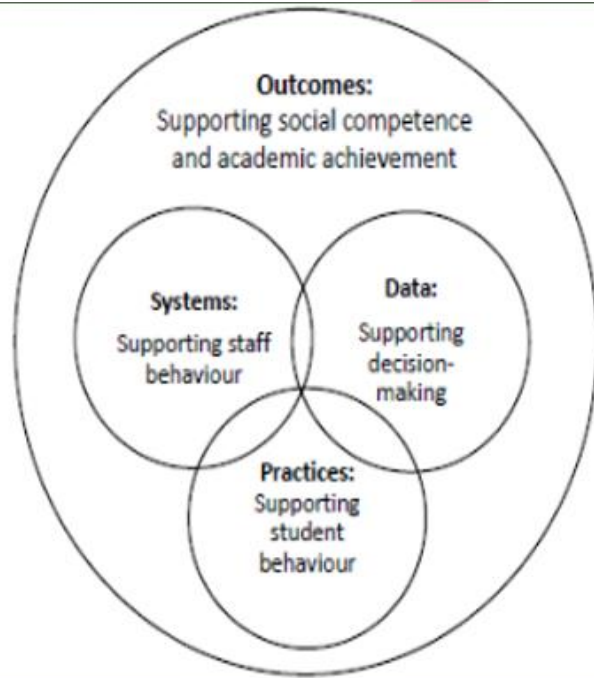 Outcomes:
Supporting social competence
and academic achievement
Systems:
Supporting staff
behaviour
Data:
Supporting
decision-
making
Practices:
Supporting
student
behaviour